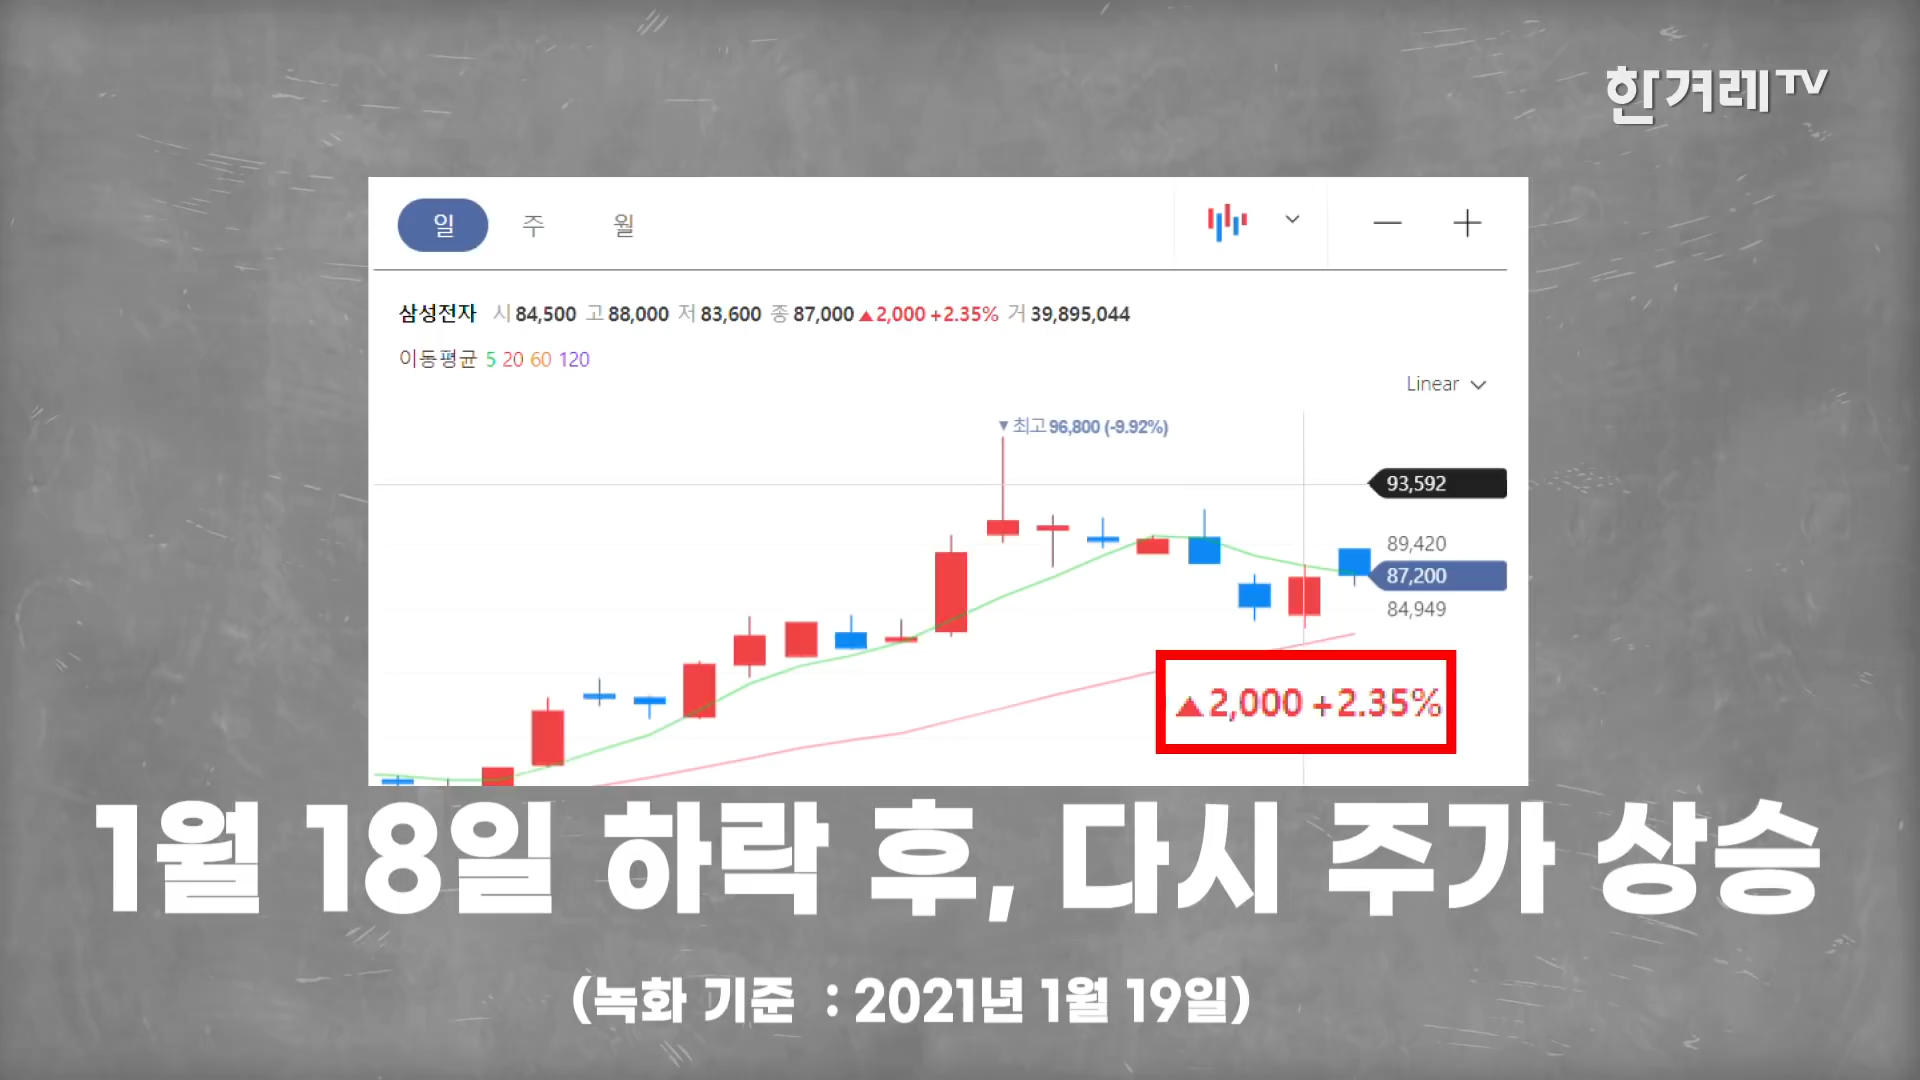 한겨레TV
일 주 월
삼성전자 시 84,500 고 88,000 저 83,600 종 87,000 ▲2,000 +2.35% 거 39,895,044
이동평균 5 20 60 120
Linear
▼최고 96,800 (-9.92%)
93,592
89,420
87,200
84,949
▲2,000 +2.35%
1월 18일 하락 후, 다시 주가 상승
(녹화 기준 : 2021년 1월 19일)